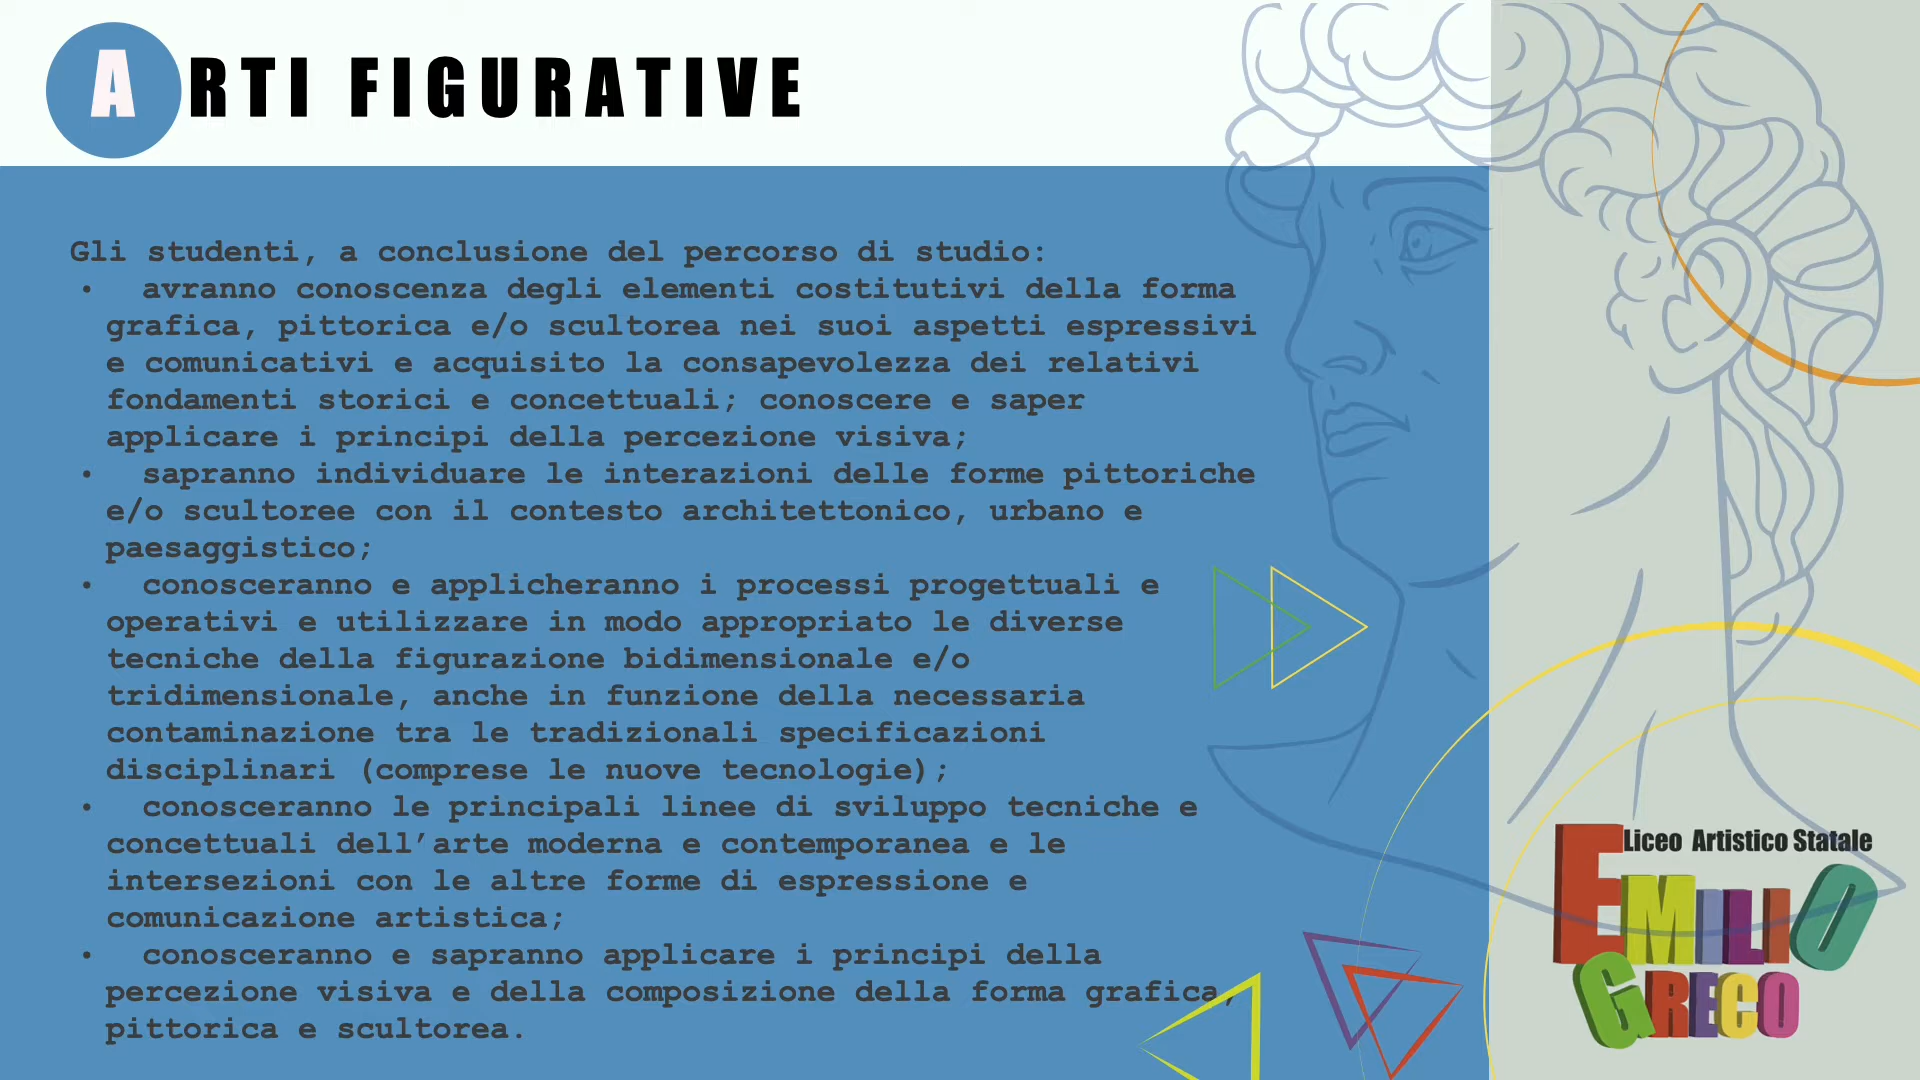 ARTI FIGURATIVE
Gli studenti, a conclusione del percorso di studio:
• avranno conoscenza degli elementi costitutivi della forma
grafica, pittorica e/o scultorea nei suoi aspetti espressivi
e comunicativi e acquisito la consapevolezza dei relativi
fondamenti storici e concettuali; conoscere e saper
applicare i principi della percezione visiva;
• sapranno individuare le interazioni delle forme pittoriche
e/o scultoree con il contesto architettonico, urbano e
paesaggistico;
• conosceranno e applicheranno i processi progettuali e
operativi e utilizzare in modo appropriato le diverse
tecniche della figurazione bidimensionale e/o
tridimensionale, anche in funzione della necessaria
contaminazione tra le tradizionali specificazioni
disciplinari (comprese le nuove tecnologie);
• conosceranno le principali linee di sviluppo tecniche e
concettuali dell’arte moderna e contemporanea e le
intersezioni con le altre forme di espressione e
comunicazione artistica;
• conosceranno e sapranno applicare i principi della
percezione visiva e della composizione della forma grafica,
pittorica e scultorea.
Liceo Artistico Statale
EMILIO
GRECO